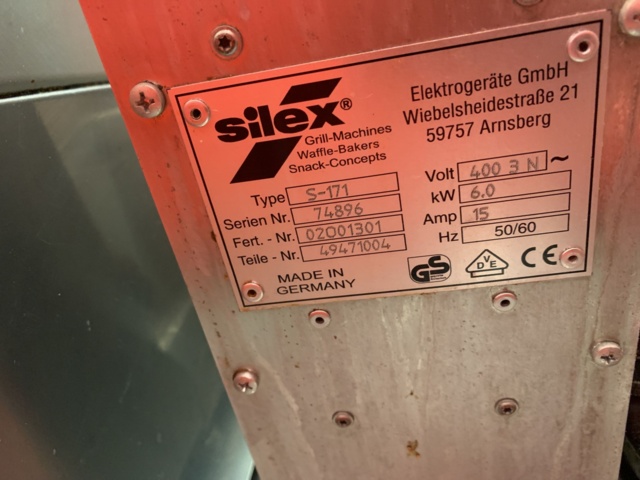 silex®
Grill-Machines
Waffle-Bakers
Snack-Concepts
Elektrogeräte GmbH
Wiebelsheidestraße 21
59757 Arnsberg
Type S-171
Serien Nr. 74896
Fert. - Nr. 02001301
Teile - Nr. 49471004
MADE IN
GERMANY
Volt 400 3 N ~
kW 6.0
Amp 15
Hz 50/60
GS
VDE
CE